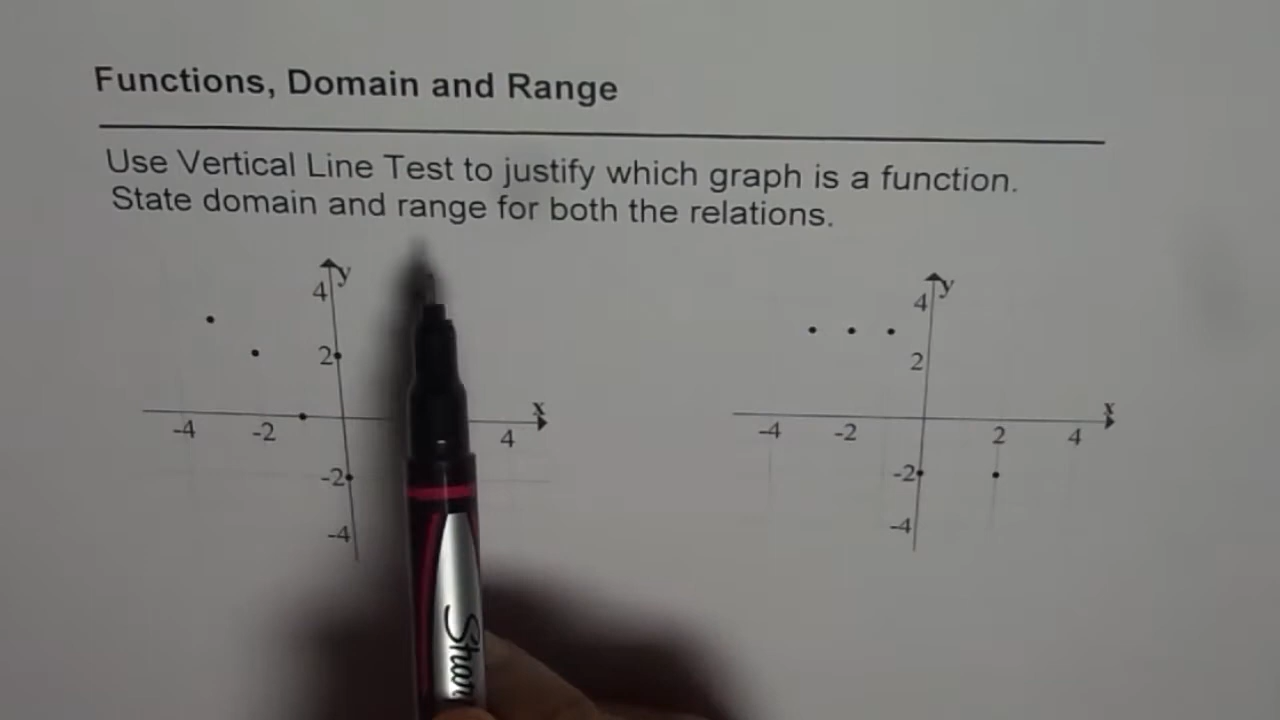 Functions, Domain and Range
Use Vertical Line Test to justify which graph is a function.
State domain and range for both the relations.
y
4
2
-4
-2
x
4
-2
-4
y
4
2
-4
-2
x
2
4
-2
-4